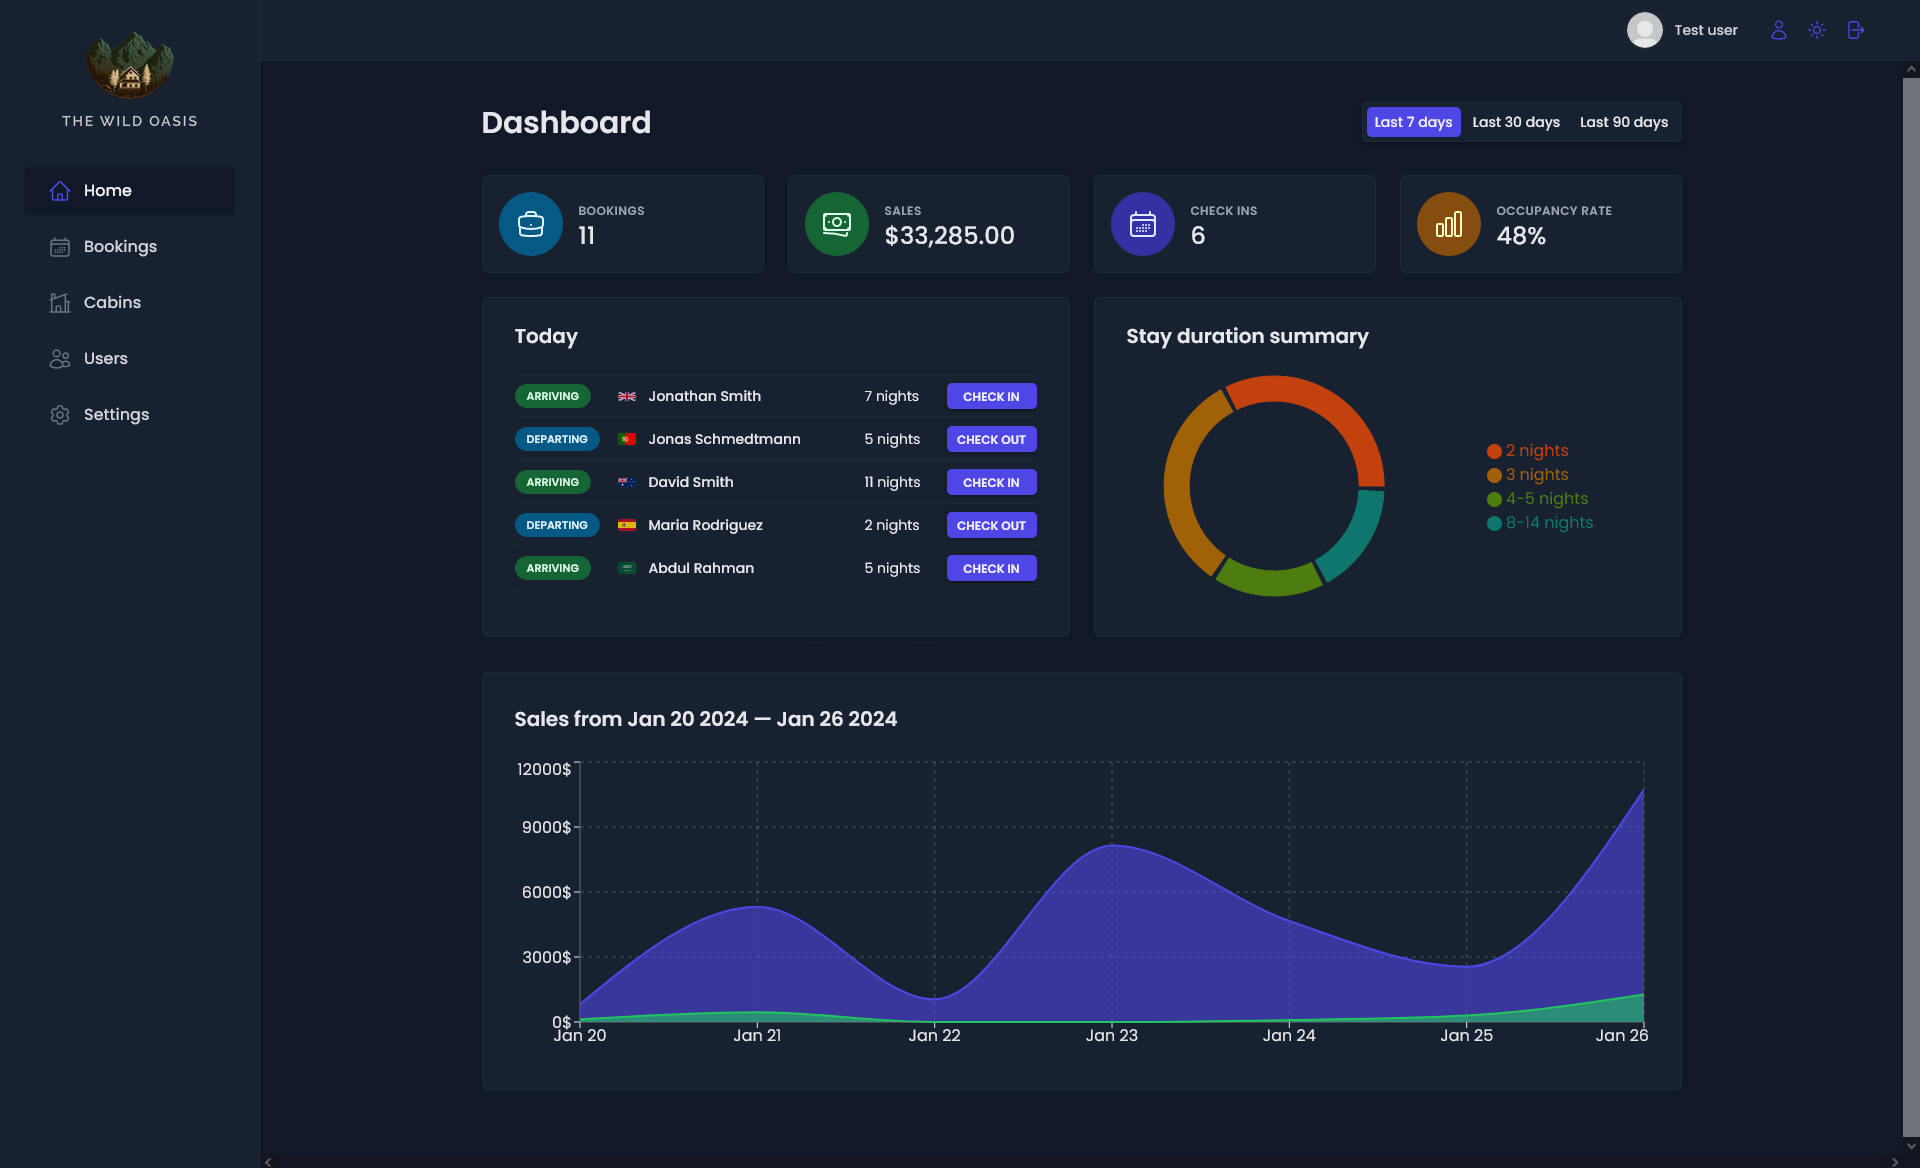 Test user
THE WILD OASIS
Home
Bookings
Cabins
Users
Settings
Dashboard
Last 7 days Last 30 days Last 90 days
BOOKINGS
11
SALES
$33,285.00
CHECK INS
6
OCCUPANCY RATE
48%
Today
ARRIVING Jonathan Smith 7 nights CHECK IN
DEPARTING Jonas Schmedtmann 5 nights CHECK OUT
ARRIVING David Smith 11 nights CHECK IN
DEPARTING Maria Rodriguez 2 nights CHECK OUT
ARRIVING Abdul Rahman 5 nights CHECK IN
Stay duration summary
2 nights
3 nights
4-5 nights
8-14 nights
Sales from Jan 20 2024 — Jan 26 2024
12000$
9000$
6000$
3000$
0$
Jan 20 Jan 21 Jan 22 Jan 23 Jan 24 Jan 25 Jan 26